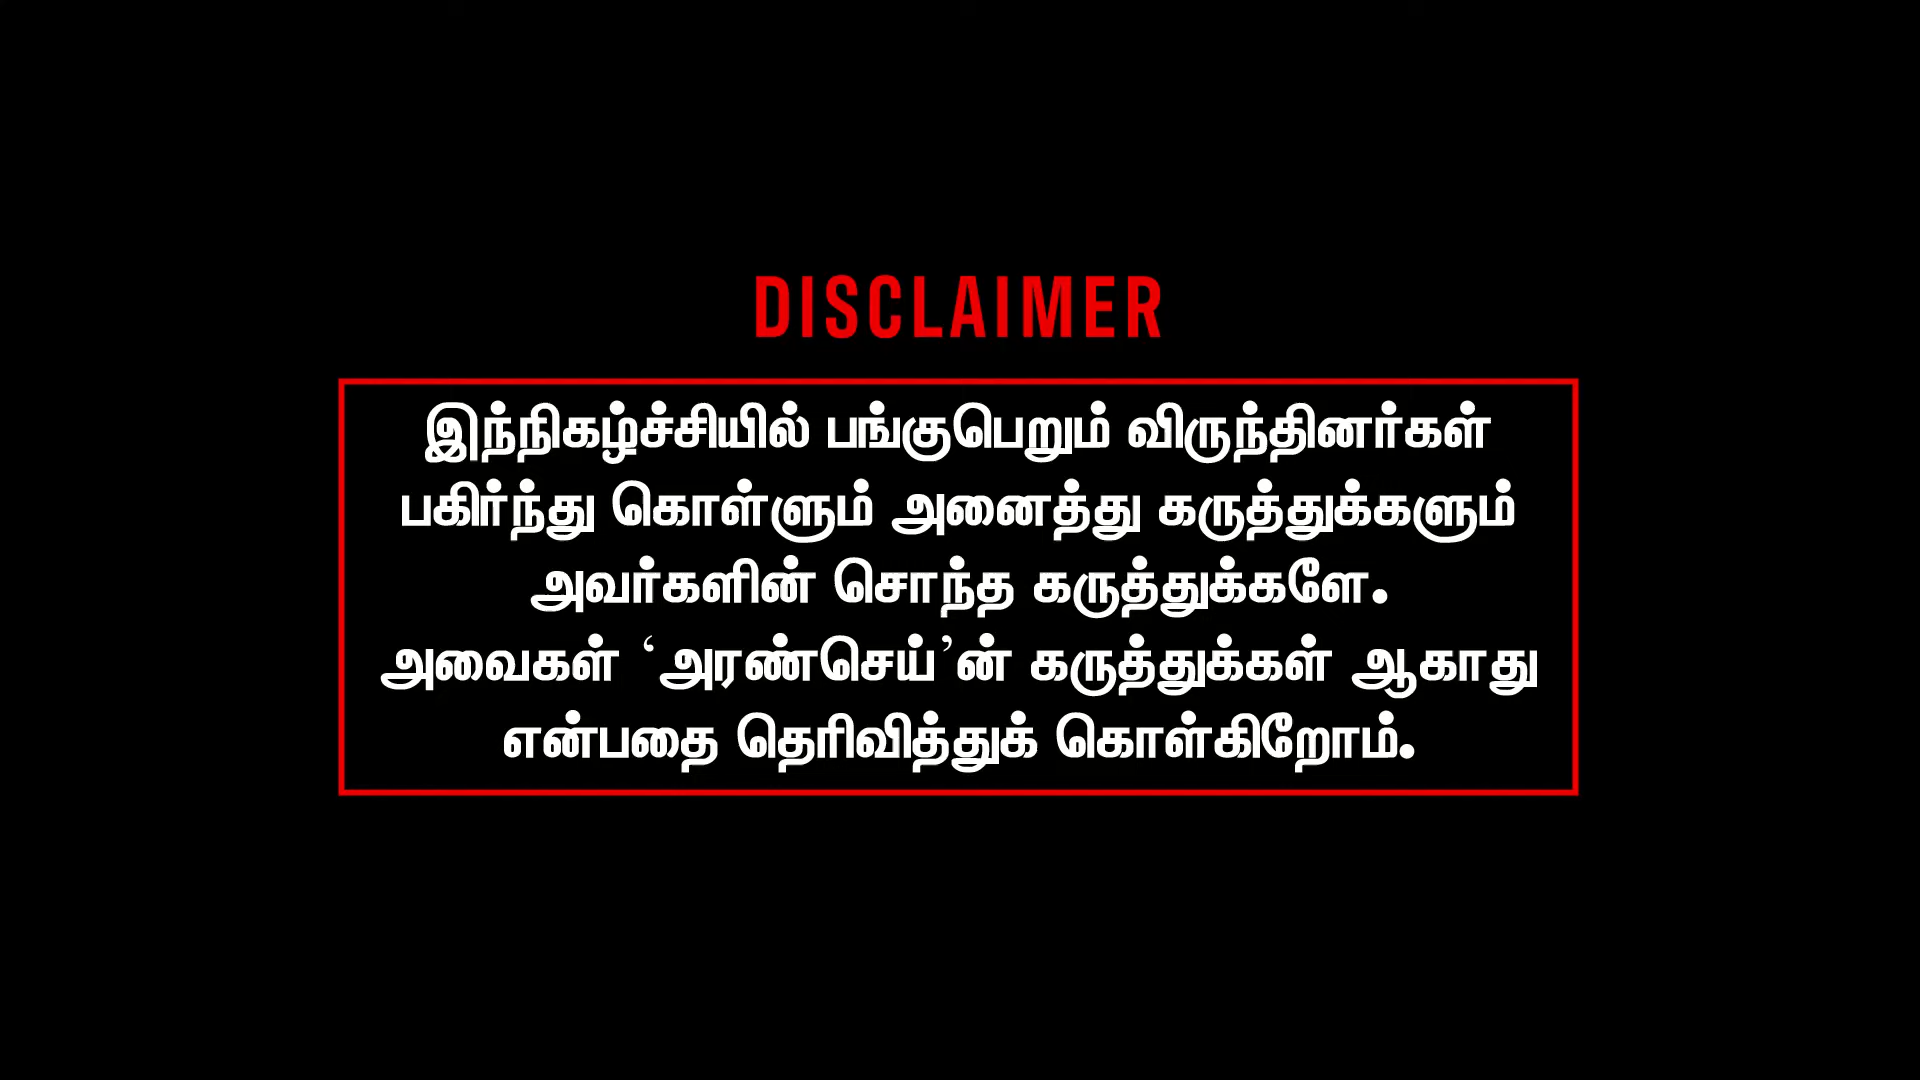 DISCLAIMER
இந்நிகழ்ச்சியில் பங்குபெறும் விருந்தினர்கள்
பகிர்ந்து கொள்ளும் அனைத்து கருத்துக்களும்
அவர்களின் சொந்த கருத்துக்களே.
அவைகள் ‘அரண்செய்’ன் கருத்துக்கள் ஆகாது
என்பதை தெரிவித்துக் கொள்கிறோம்.